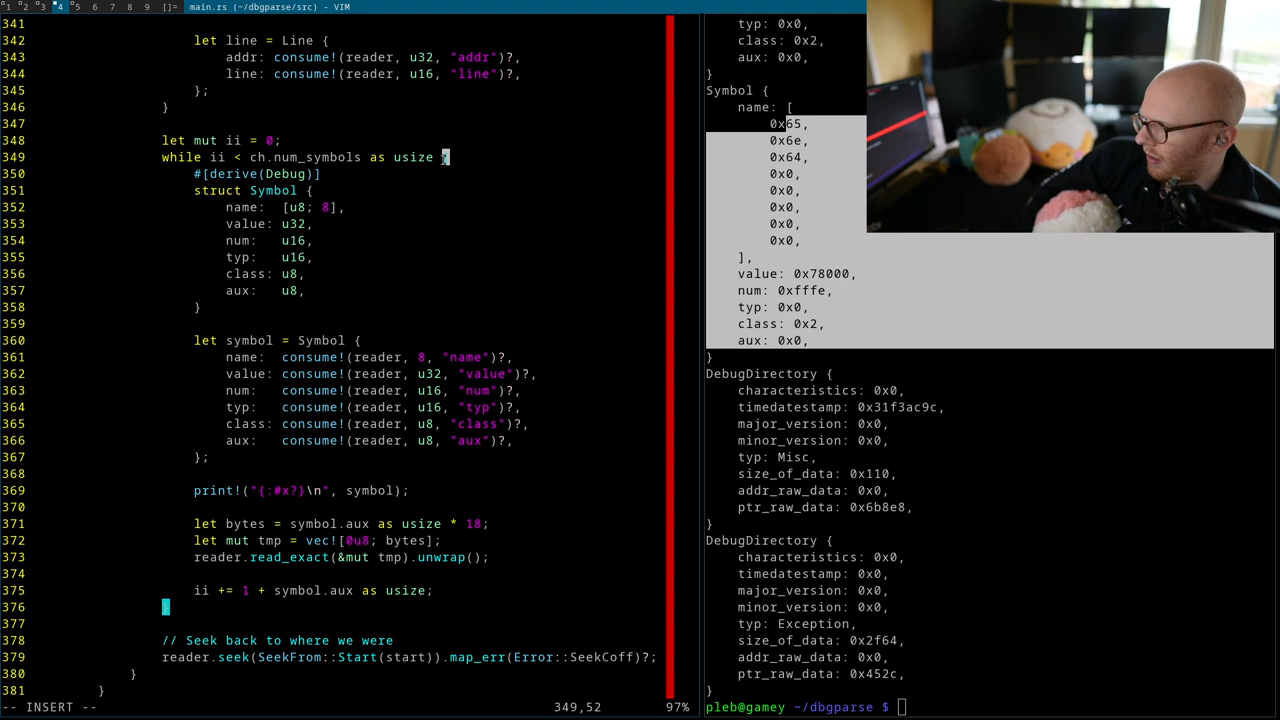 1 2 3 4 5 6 7 8 9 []= main.rs (~/dbgparse/src) - VIM
341
342 let line = Line {
343 addr: consume!(reader, u32, "addr")?,
344 line: consume!(reader, u16, "line")?,
345 };
346 }
347
348 let mut ii = 0;
349 while ii < ch.num_symbols as usize {
350 #[derive(Debug)]
351 struct Symbol {
352 name: [u8; 8],
353 value: u32,
354 num: u16,
355 typ: u16,
356 class: u8,
357 aux: u8,
358 }
359
360 let symbol = Symbol {
361 name: consume!(reader, 8, "name")?,
362 value: consume!(reader, u32, "value")?,
363 num: consume!(reader, u16, "num")?,
364 typ: consume!(reader, u16, "typ")?,
365 class: consume!(reader, u8, "class")?,
366 aux: consume!(reader, u8, "aux")?,
367 };
368
369 print!("{:#x?}\n", symbol);
370
371 let bytes = symbol.aux as usize * 18;
372 let mut tmp = vec![0u8; bytes];
373 reader.read_exact(&mut tmp).unwrap();
374
375 ii += 1 + symbol.aux as usize;
376 }
377
378 // Seek back to where we were
379 reader.seek(SeekFrom::Start(start)).map_err(Error::SeekCoff)?;
380 }
381 }
-- INSERT -- 349,52 97%
typ: 0x0,
class: 0x2,
aux: 0x0,
}
Symbol {
name: [
0x65,
0x6e,
0x64,
0x0,
0x0,
0x0,
0x0,
0x0,
],
value: 0x78000,
num: 0xfffe,
typ: 0x0,
class: 0x2,
aux: 0x0,
}
DebugDirectory {
characteristics: 0x0,
timedatestamp: 0x31f3ac9c,
major_version: 0x0,
minor_version: 0x0,
typ: Misc,
size_of_data: 0x110,
addr_raw_data: 0x0,
ptr_raw_data: 0x6b8e8,
}
DebugDirectory {
characteristics: 0x0,
timedatestamp: 0x0,
major_version: 0x0,
minor_version: 0x0,
typ: Exception,
size_of_data: 0x2f64,
addr_raw_data: 0x0,
ptr_raw_data: 0x452c,
}
pleb@gamey ~/dbgparse $